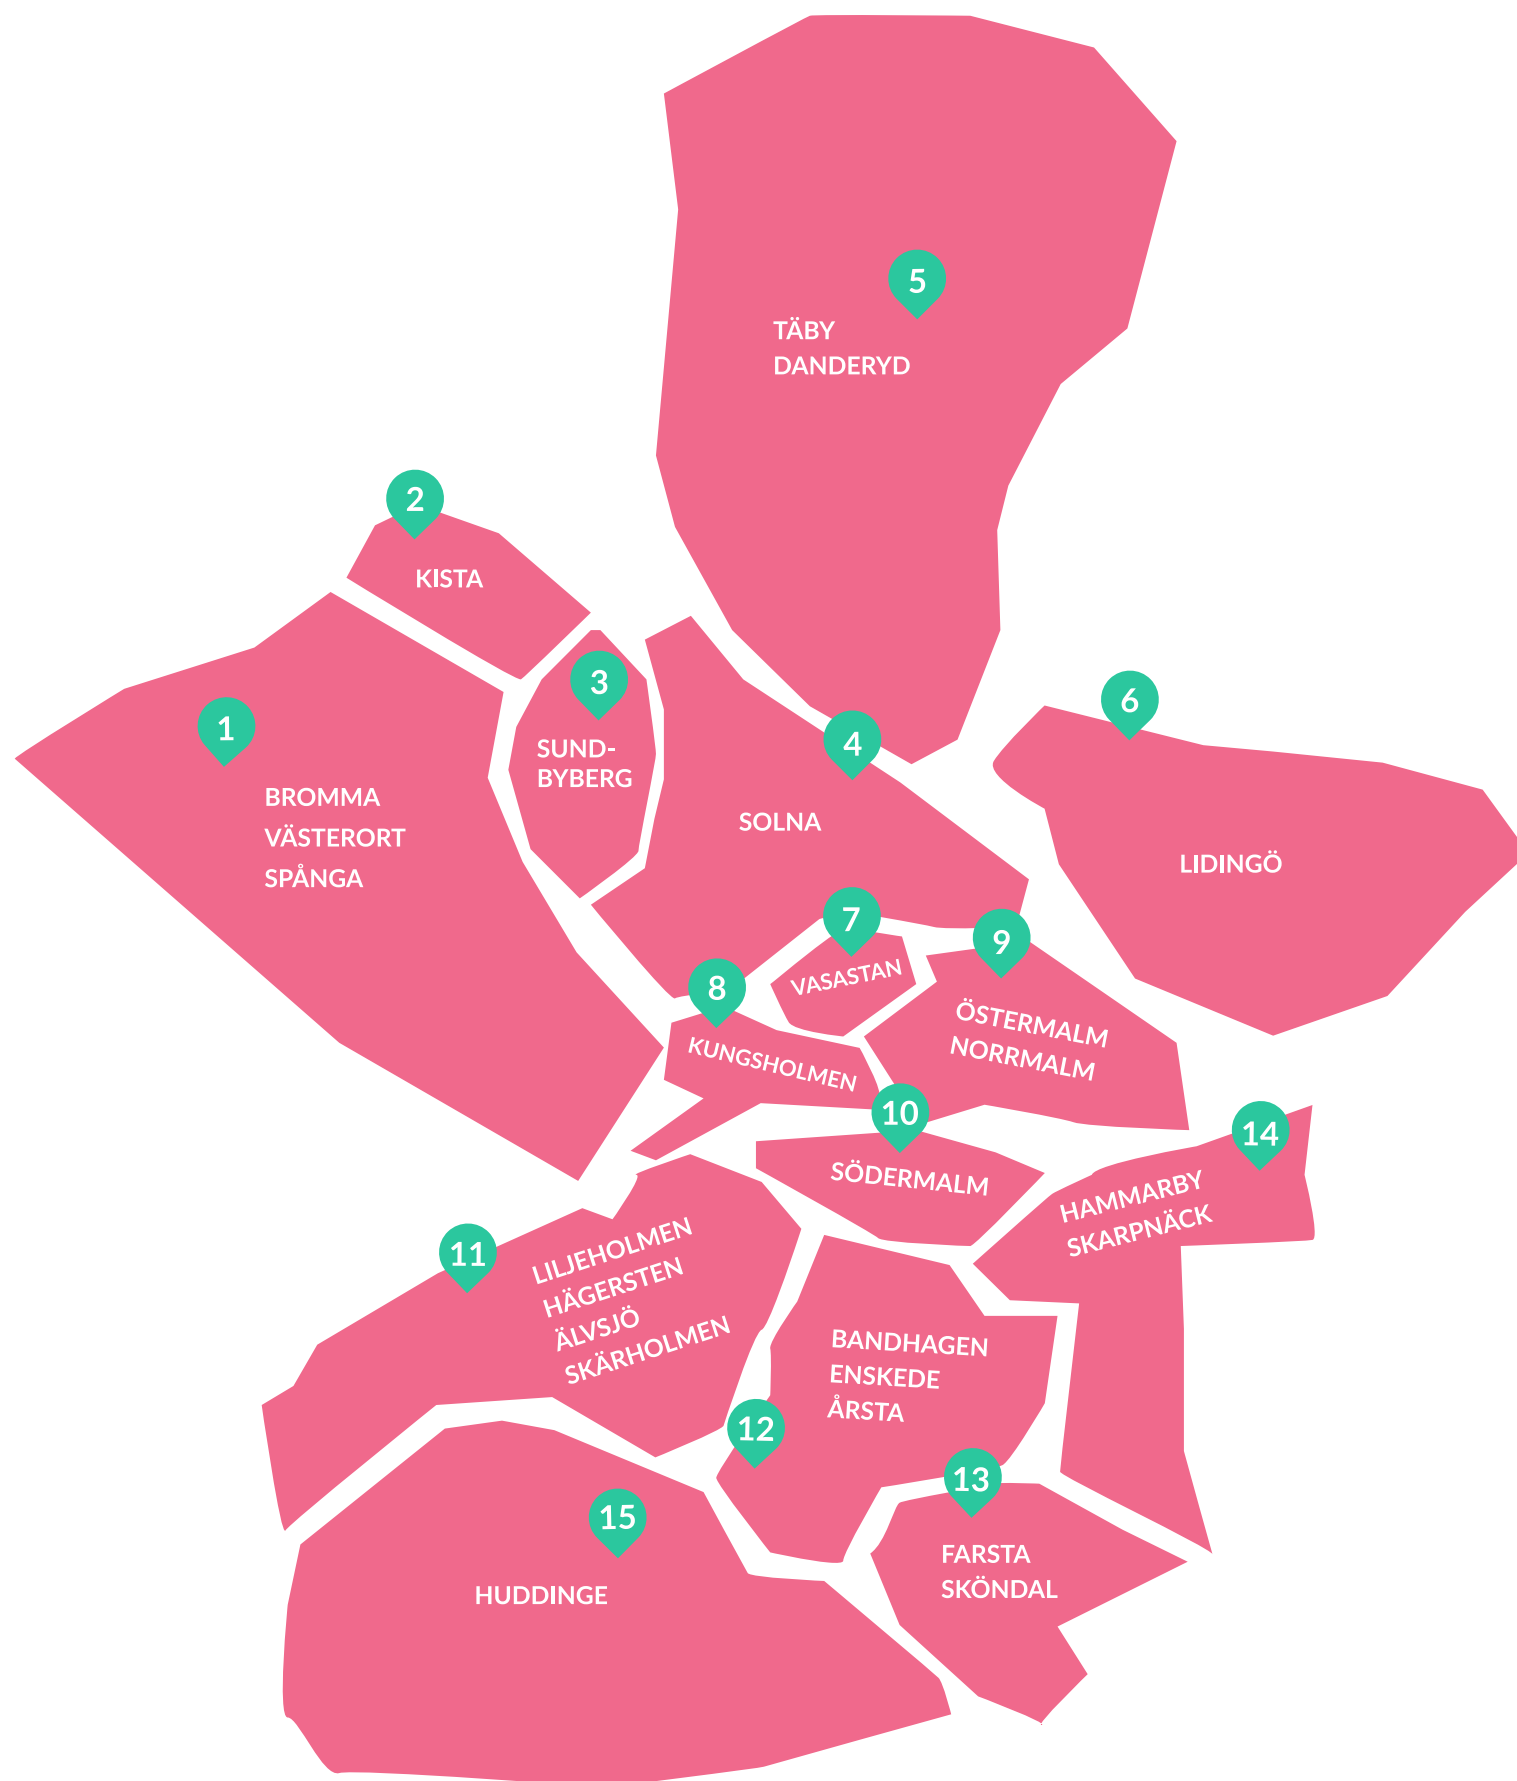 5
TÄBY
DANDERYD
2
KISTA
3
SUND-
BYBERG
1
BROMMA
VÄSTERORT
SPÅNGA
4
SOLNA
6
LIDINGÖ
7
VASASTAN
8
KUNGSHOLMEN
9
ÖSTERMALM
NORRMALM
10
SÖDERMALM
14
HAMMARBY
SKARPNÄCK
11
LILJEHOLMEN
HÄGERSTEN
ÄLVSJÖ
SKÄRHOLMEN
12
BANDHAGEN
ENSKEDE
ÅRSTA
13
FARSTA
SKÖNDAL
15
HUDDINGE